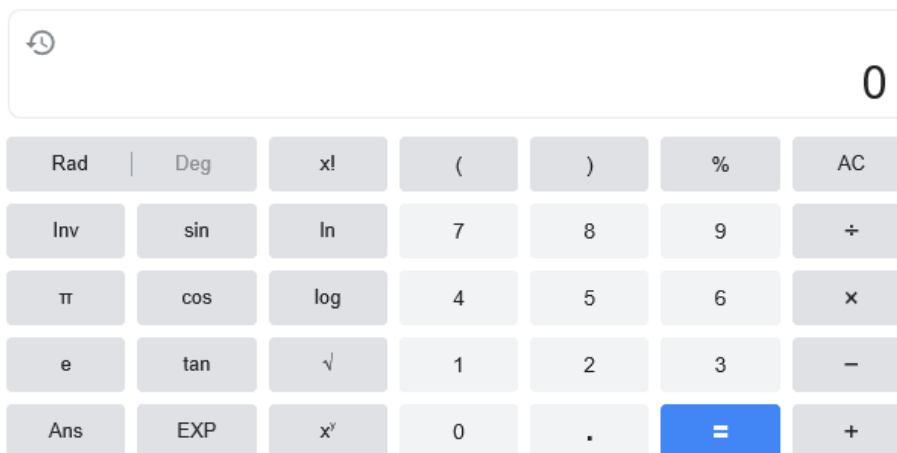 0
Rad | Deg x! ( ) % AC
Inv sin ln 7 8 9 ÷
π cos log 4 5 6 ×
e tan √ 1 2 3 −
Ans EXP xʸ 0 . = +